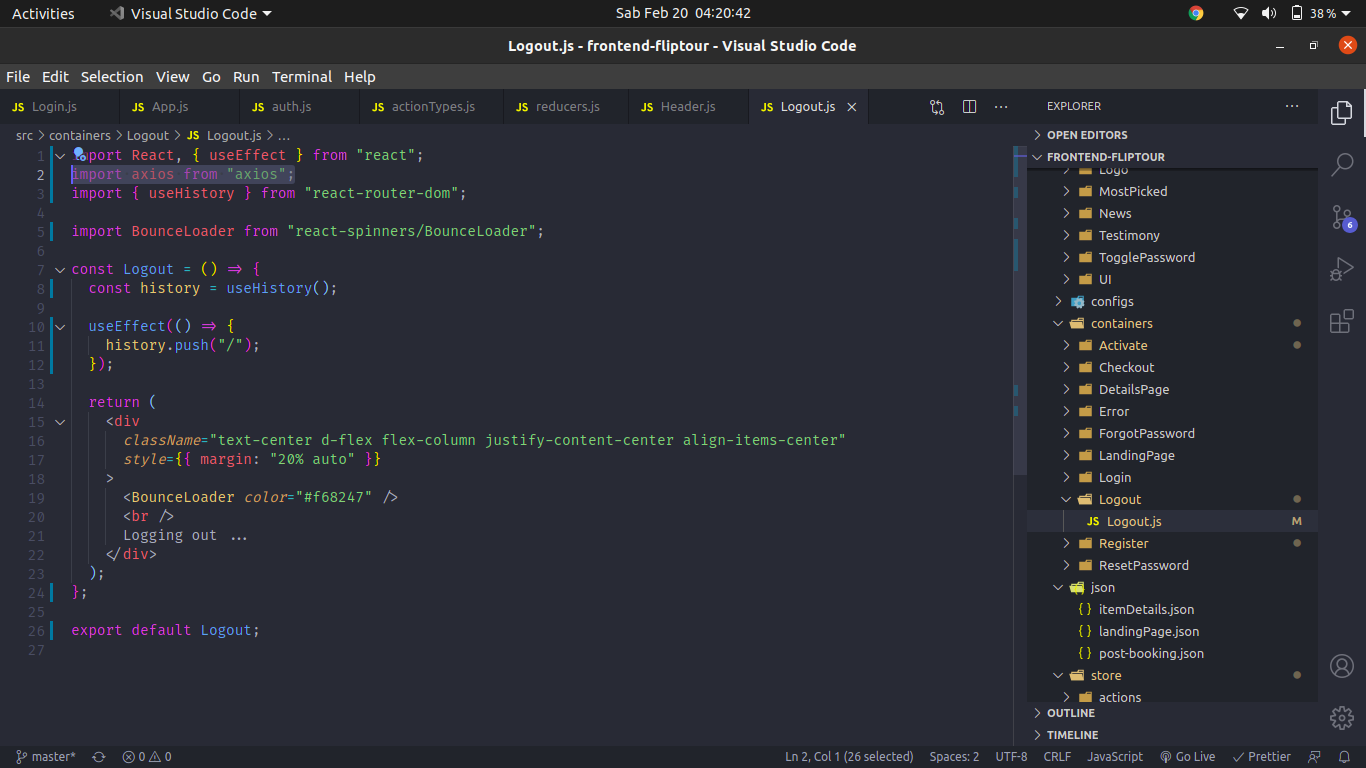 Activities Visual Studio Code Sab Feb 20 04:20:42 38%
Logout.js - frontend-fliptour - Visual Studio Code
File Edit Selection View Go Run Terminal Help
JS Login.js JS App.js JS auth.js JS actionTypes.js JS reducers.js JS Header.js JS Logout.js
src > containers > Logout > JS Logout.js > ...
1 import React, { useEffect } from "react";
2 import axios from "axios";
3 import { useHistory } from "react-router-dom";
4
5 import BounceLoader from "react-spinners/BounceLoader";
6
7 const Logout = () => {
8 const history = useHistory();
9
10 useEffect(() => {
11 history.push("/");
12 });
13
14 return (
15 <div
16 className="text-center d-flex flex-column justify-content-center align-items-center"
17 style={{ margin: "20% auto" }}
18 >
19 <BounceLoader color="#f68247" />
20 <br />
21 Logging out ...
22 </div>
23 );
24 };
25
26 export default Logout;
27
EXPLORER
OPEN EDITORS
FRONTEND-FLIPTOUR
Logo
MostPicked
News
Testimony
TogglePassword
UI
configs
containers
Activate
Checkout
DetailsPage
Error
ForgotPassword
LandingPage
Login
Logout
JS Logout.js M
Register
ResetPassword
json
{} itemDetails.json
{} landingPage.json
{} post-booking.json
store
actions
OUTLINE
TIMELINE
6
master* 0 0 Ln 2, Col 1 (26 selected) Spaces: 2 UTF-8 CRLF JavaScript Go Live Prettier